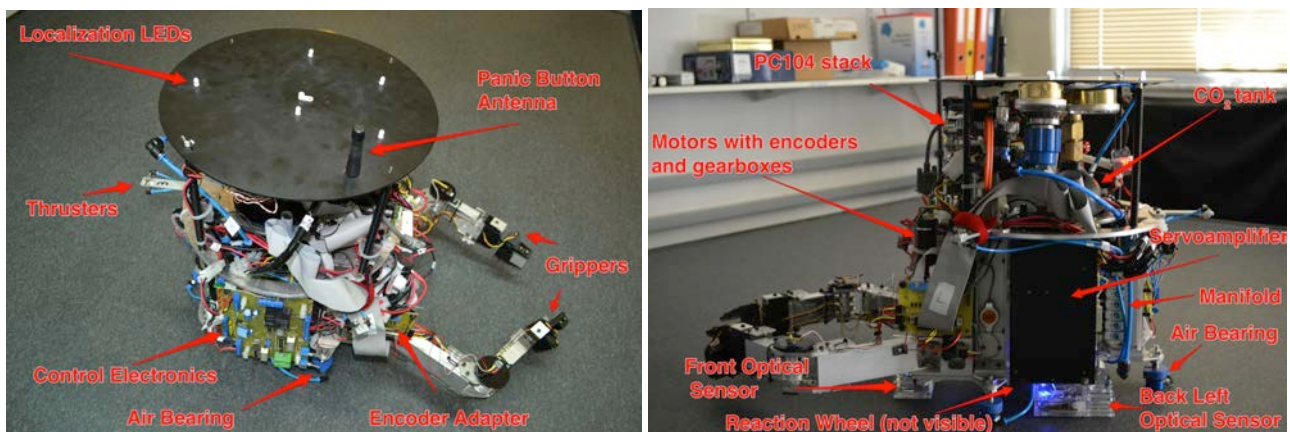 Localization LEDs
Panic Button
Antenna
Thrusters
Grippers
Control Electronics
Air Bearing
Encoder Adapter
PC104 stack
CO₂ tank
Motors with encoders
and gearboxes
Servoamplifier
Manifold
Air Bearing
Front Optical
Sensor
Reaction Wheel (not visible)
Back Left
Optical Sensor